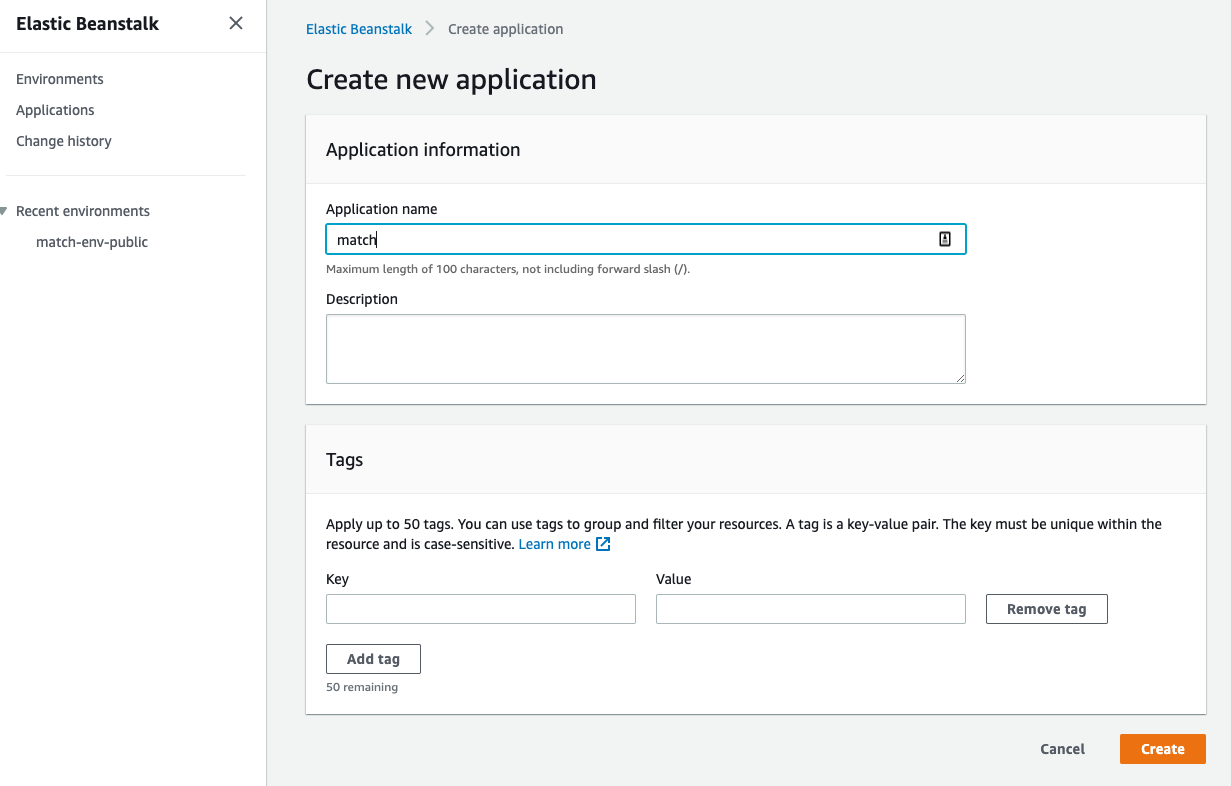 Elastic Beanstalk
Environments
Applications
Change history
Recent environments
match-env-public
Elastic Beanstalk > Create application
Create new application
Application information
Application name
match
Maximum length of 100 characters, not including forward slash (/).
Description
Tags
Apply up to 50 tags. You can use tags to group and filter your resources. A tag is a key-value pair. The key must be unique within the
resource and is case-sensitive. Learn more
Key Value
Remove tag
Add tag
50 remaining
Cancel Create